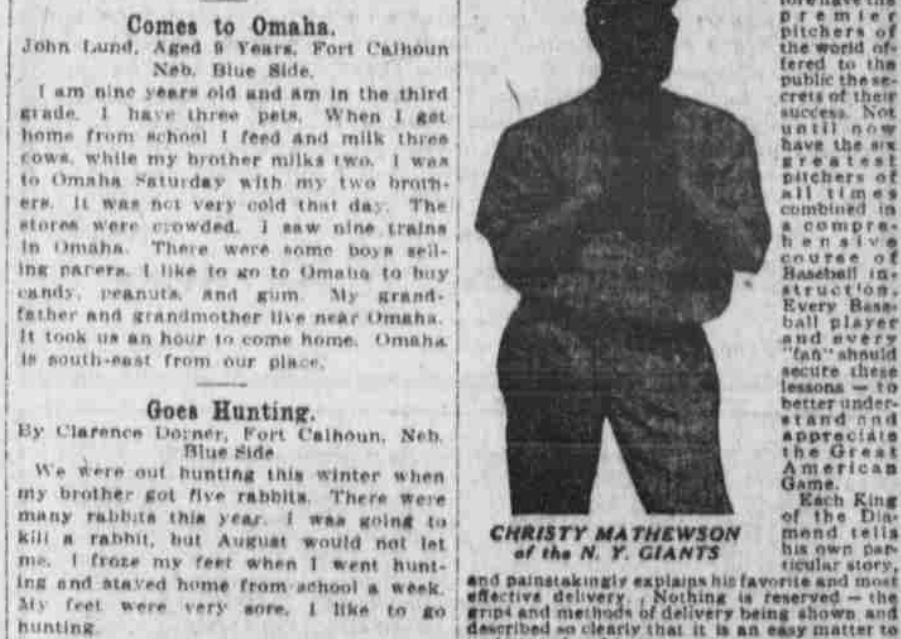 Comes to Omaha.
John Lund, Aged 9 Years, Fort Calhoun
Neb. Blue Side.
I am nine years old and am in the third
grade. I have three pets. When I get
home from school I feed and milk three
cows, while my brother milks two. I was
to Omaha Saturday with my two broth-
ers. It was not very cold that day. The
stores were crowded. I saw nine trains
in Omaha. There were some boys sell-
ing papers. I like to go to Omaha to buy
candy, peanuts, and gum. My grand-
father and grandmother live near Omaha.
It took us an hour to come home. Omaha
is south-east from our place.
Goes Hunting.
By Clarence Dorner, Fort Calhoun, Neb.
Blue Side
We were out hunting this winter when
my brother got five rabbits. There were
many rabbits this year. I was going to
kill a rabbit, but August would not let
me. I froze my feet when I went hunt-
ing and stayed home from school a week.
My feet were very sore. I like to go
hunting.
CHRISTY MATHEWSON
of the N. Y. GIANTS
fore have the
premier
pitchers of
the world of-
fered to the
public the se-
crets of their
success. Not
until now
have the six
greatest
pitchers of
all times
combined in
a compre-
hensive
course of
Baseball in-
struction.
Every Base-
ball player
and every
"fan" should
secure these
lessons — to
better under-
stand and
appreciate
the Great
American
Game.
Each King
of the Dia-
mond tells
his own par-
ticular story,
and painstakingly explains his favorite and most
effective delivery. Nothing is reserved — the
grips and methods of delivery being shown and
described so clearly that it is an easy matter to